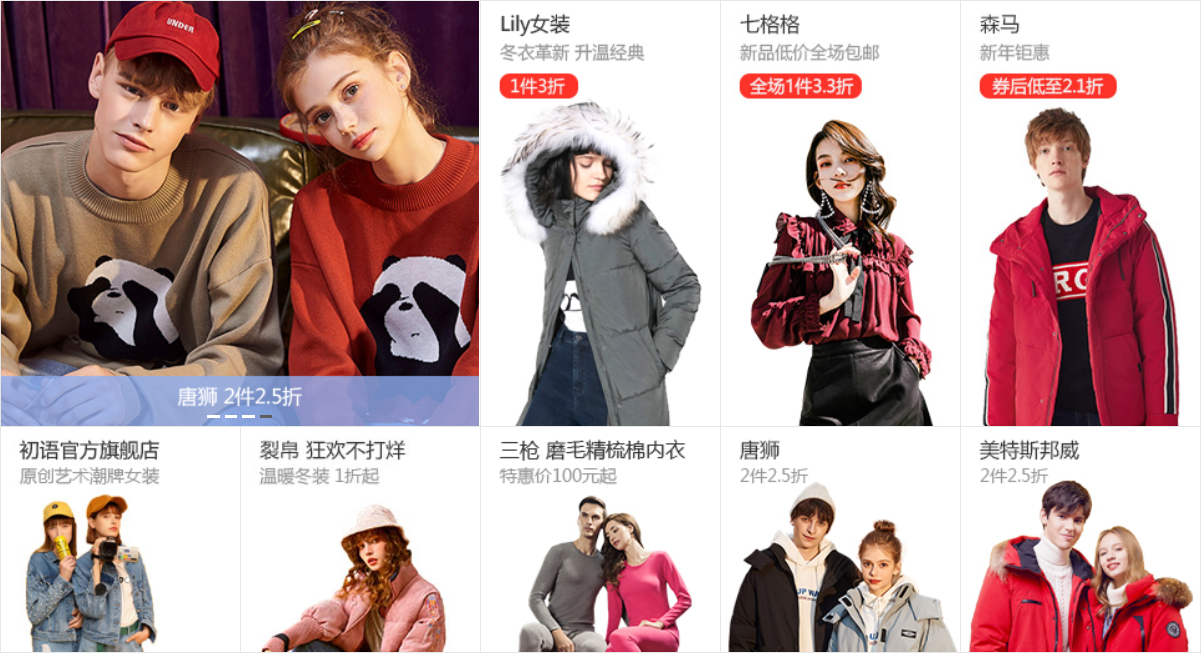 UNDER
唐狮 2件2.5折
Lily女装
冬衣革新 升温经典
1件3折
七格格
新品低价全场包邮
全场1件3.3折
森马
新年钜惠
券后低至2.1折
初语官方旗舰店
原创艺术潮牌女装
裂帛 狂欢不打烊
温暖冬装 1折起
三枪 磨毛精梳棉内衣
特惠价100元起
唐狮
2件2.5折
美特斯邦威
2件2.5折